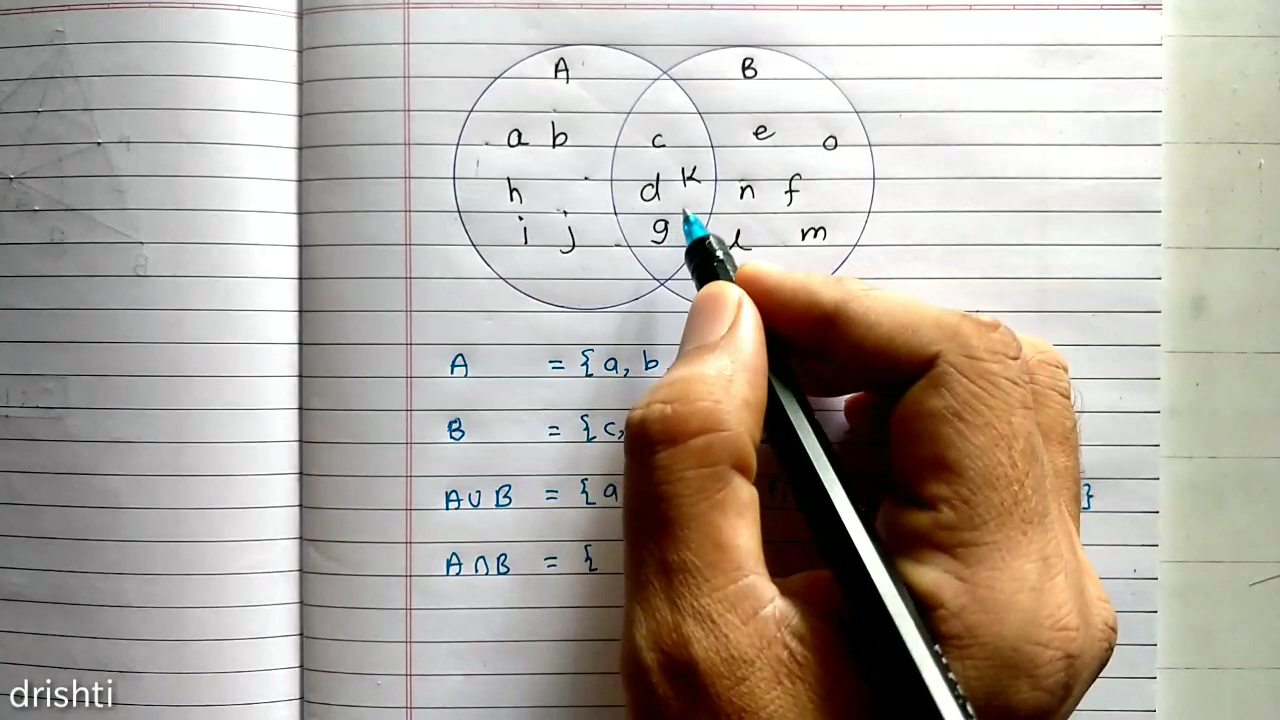 A B
a b c e o
h d k n f
i j g l m
A = {a, b,
B = {c,
A∪B = {a }
A∩B = {
drishti